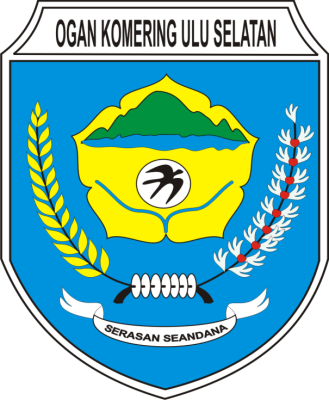 OGAN KOMERING ULU SELATAN
SERASAN SEANDANA